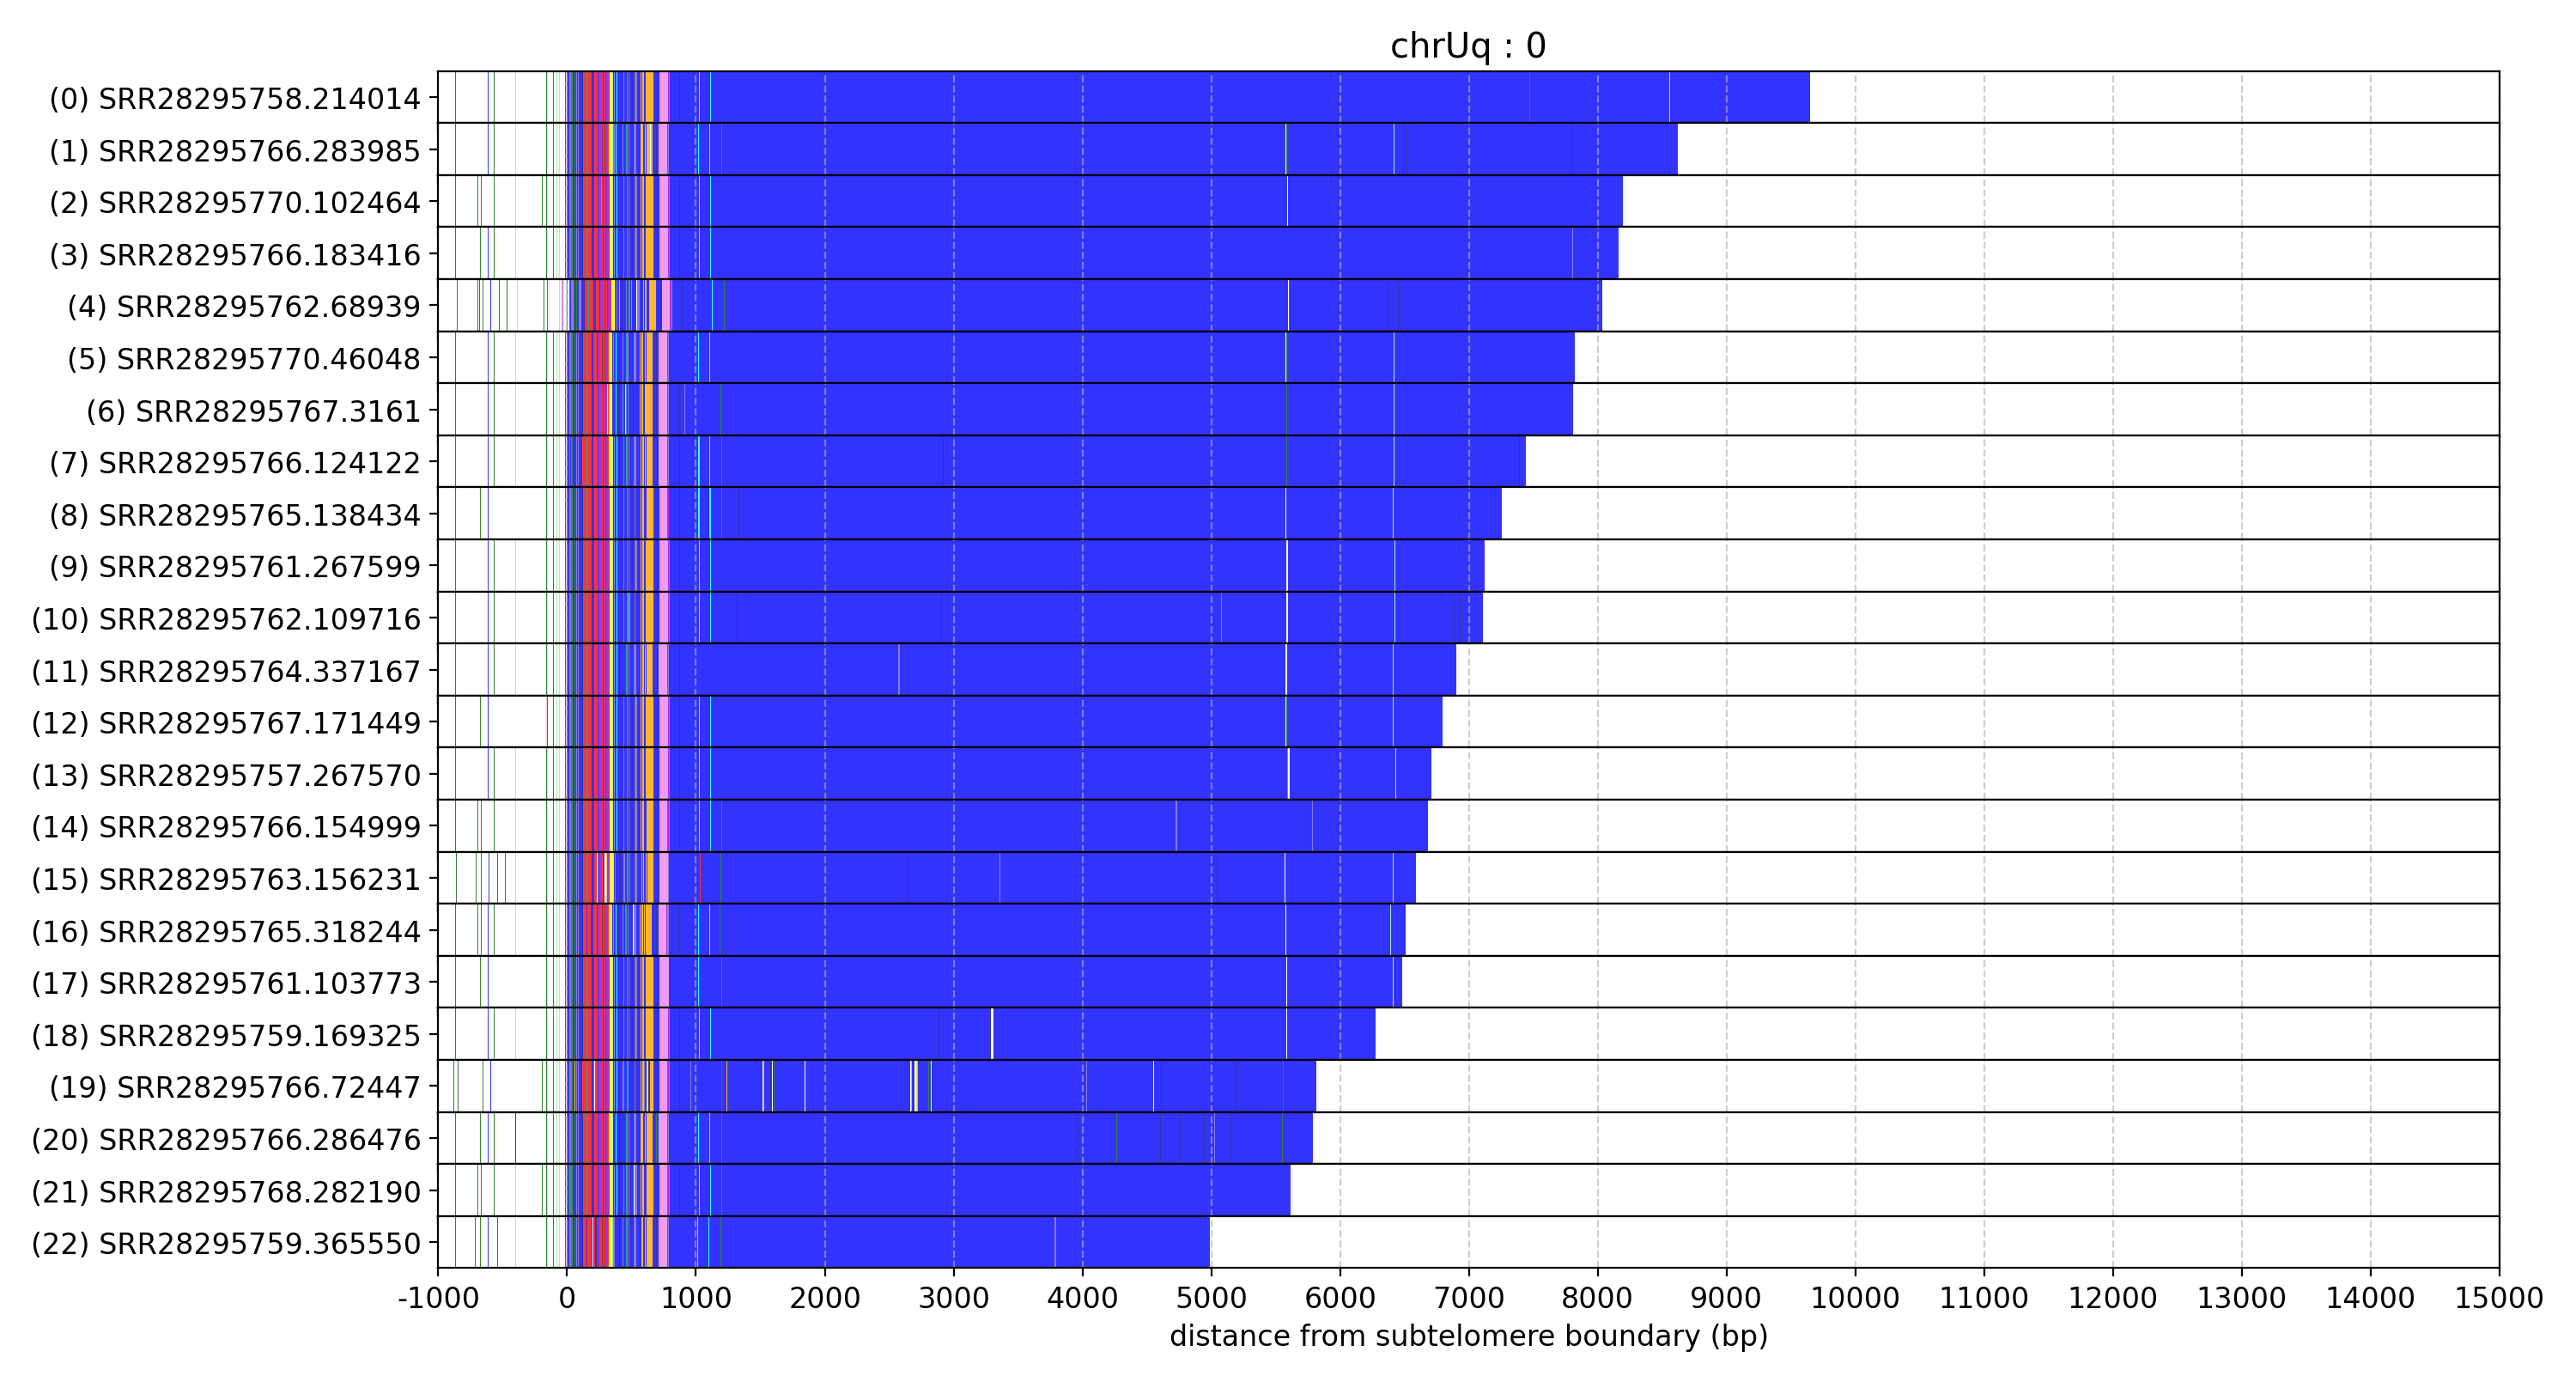 chrUq : 0
(0) SRR28295758.214014
(1) SRR28295766.283985
(2) SRR28295770.102464
(3) SRR28295766.183416
(4) SRR28295762.68939
(5) SRR28295770.46048
(6) SRR28295767.3161
(7) SRR28295766.124122
(8) SRR28295765.138434
(9) SRR28295761.267599
(10) SRR28295762.109716
(11) SRR28295764.337167
(12) SRR28295767.171449
(13) SRR28295757.267570
(14) SRR28295766.154999
(15) SRR28295763.156231
(16) SRR28295765.318244
(17) SRR28295761.103773
(18) SRR28295759.169325
(19) SRR28295766.72447
(20) SRR28295766.286476
(21) SRR28295768.282190
(22) SRR28295759.365550
-1000 0 1000 2000 3000 4000 5000 6000 7000 8000 9000 10000 11000 12000 13000 14000 15000
distance from subtelomere boundary (bp)